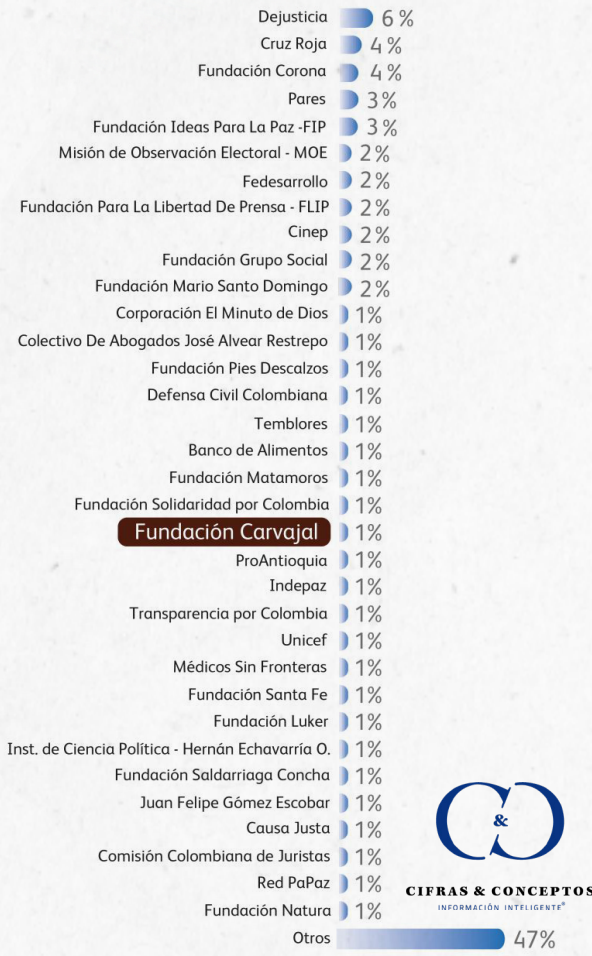 Dejusticia 6%
Cruz Roja 4%
Fundación Corona 4%
Pares 3%
Fundación Ideas Para La Paz -FIP 3%
Misión de Observación Electoral - MOE 2%
Fedesarrollo 2%
Fundación Para La Libertad De Prensa - FLIP 2%
Cinep 2%
Fundación Grupo Social 2%
Fundación Mario Santo Domingo 2%
Corporación El Minuto de Dios 1%
Colectivo De Abogados José Alvear Restrepo 1%
Fundación Pies Descalzos 1%
Defensa Civil Colombiana 1%
Temblores 1%
Banco de Alimentos 1%
Fundación Matamoros 1%
Fundación Solidaridad por Colombia 1%
Fundación Carvajal 1%
ProAntioquia 1%
Indepaz 1%
Transparencia por Colombia 1%
Unicef 1%
Médicos Sin Fronteras 1%
Fundación Santa Fe 1%
Fundación Luker 1%
Inst. de Ciencia Política - Hernán Echavarría O. 1%
Fundación Saldarriaga Concha 1%
Juan Felipe Gómez Escobar 1%
Causa Justa 1%
Comisión Colombiana de Juristas 1%
Red PaPaz 1%
Fundación Natura 1%
Otros 47%
C&C
CIFRAS & CONCEPTOS
INFORMACIÓN INTELIGENTE®